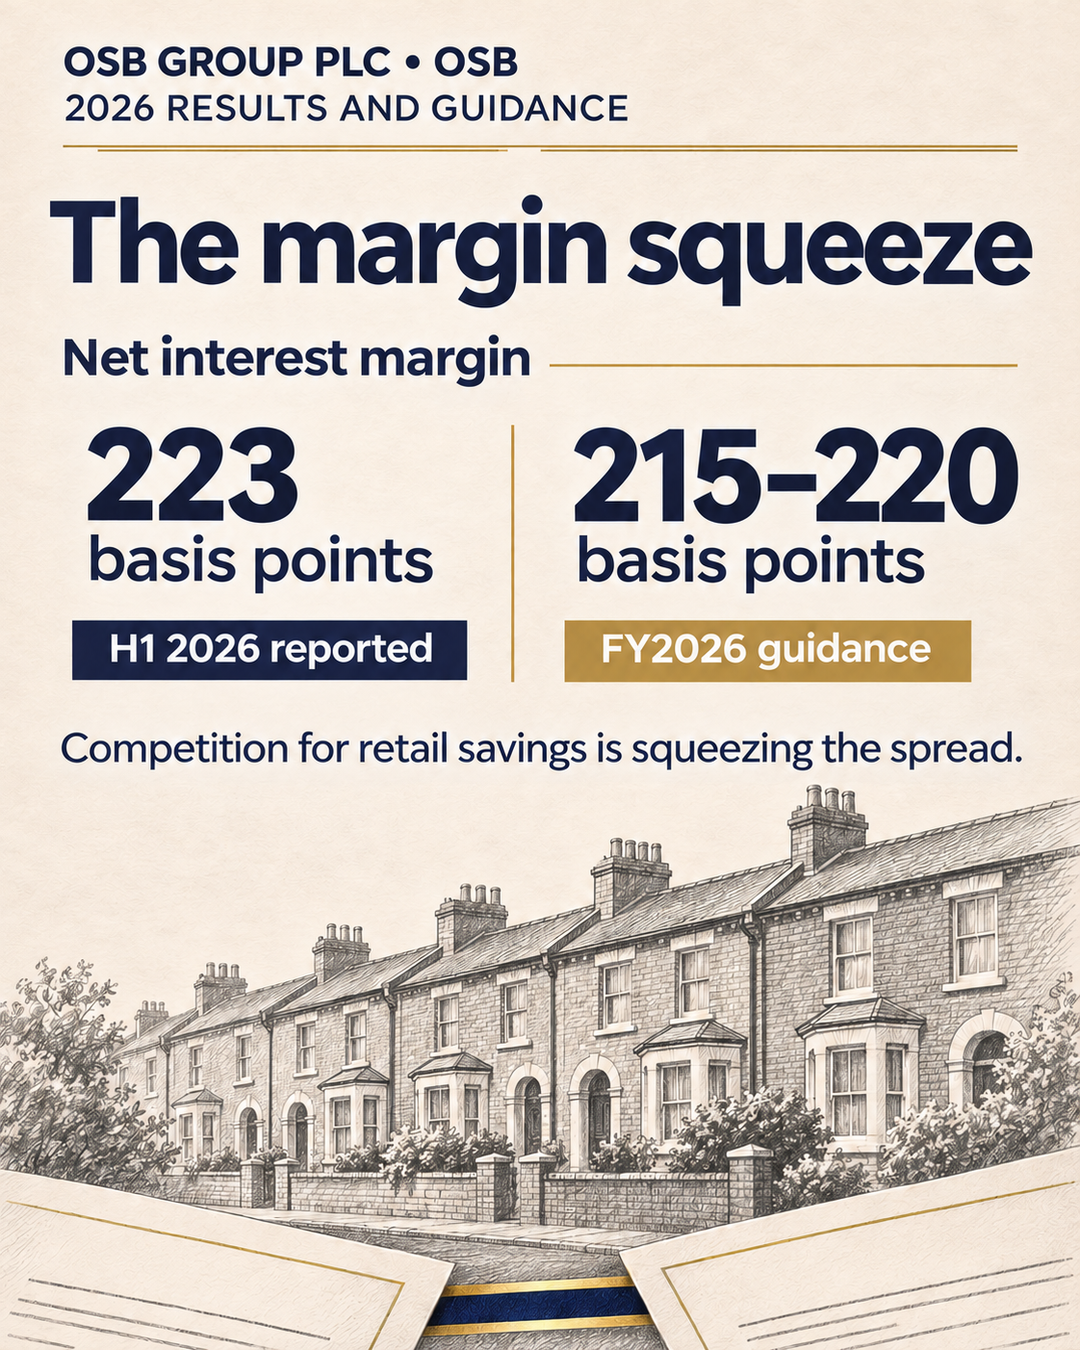 OSB GROUP PLC • OSB
2026 RESULTS AND GUIDANCE
The margin squeeze
Net interest margin
223
basis points
H1 2026 reported
215–220
basis points
FY2026 guidance
Competition for retail savings is squeezing the spread.